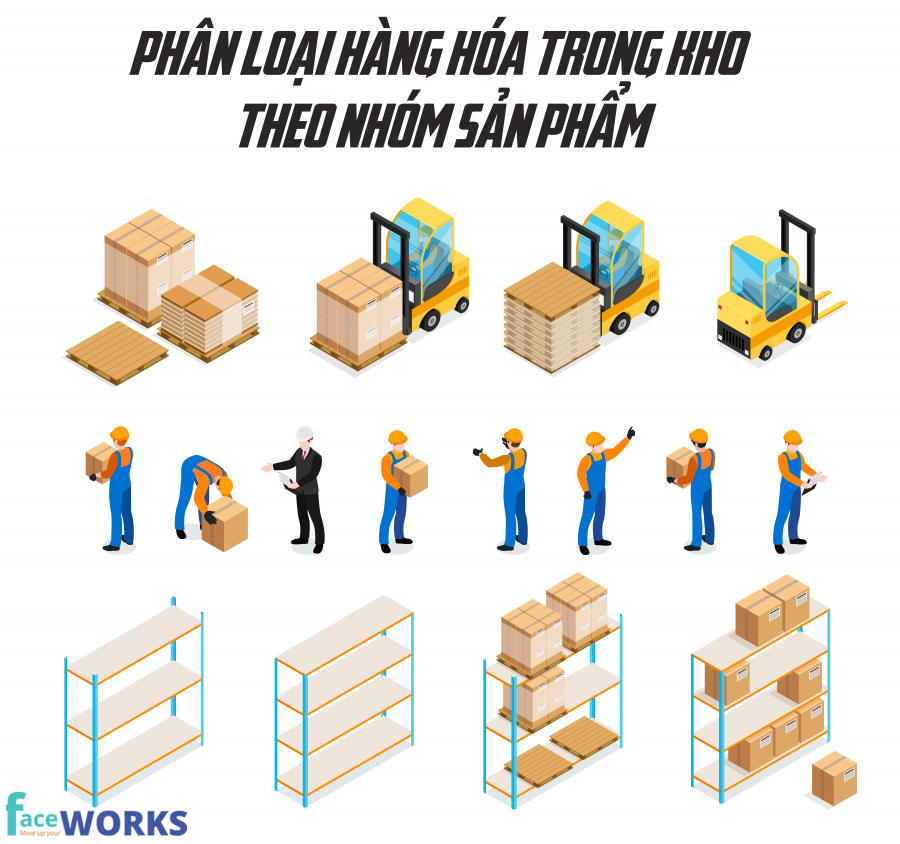 PHÂN LOẠI HÀNG HÓA TRONG KHO
THEO NHÓM SẢN PHẨM
faceWORKS
Move up your